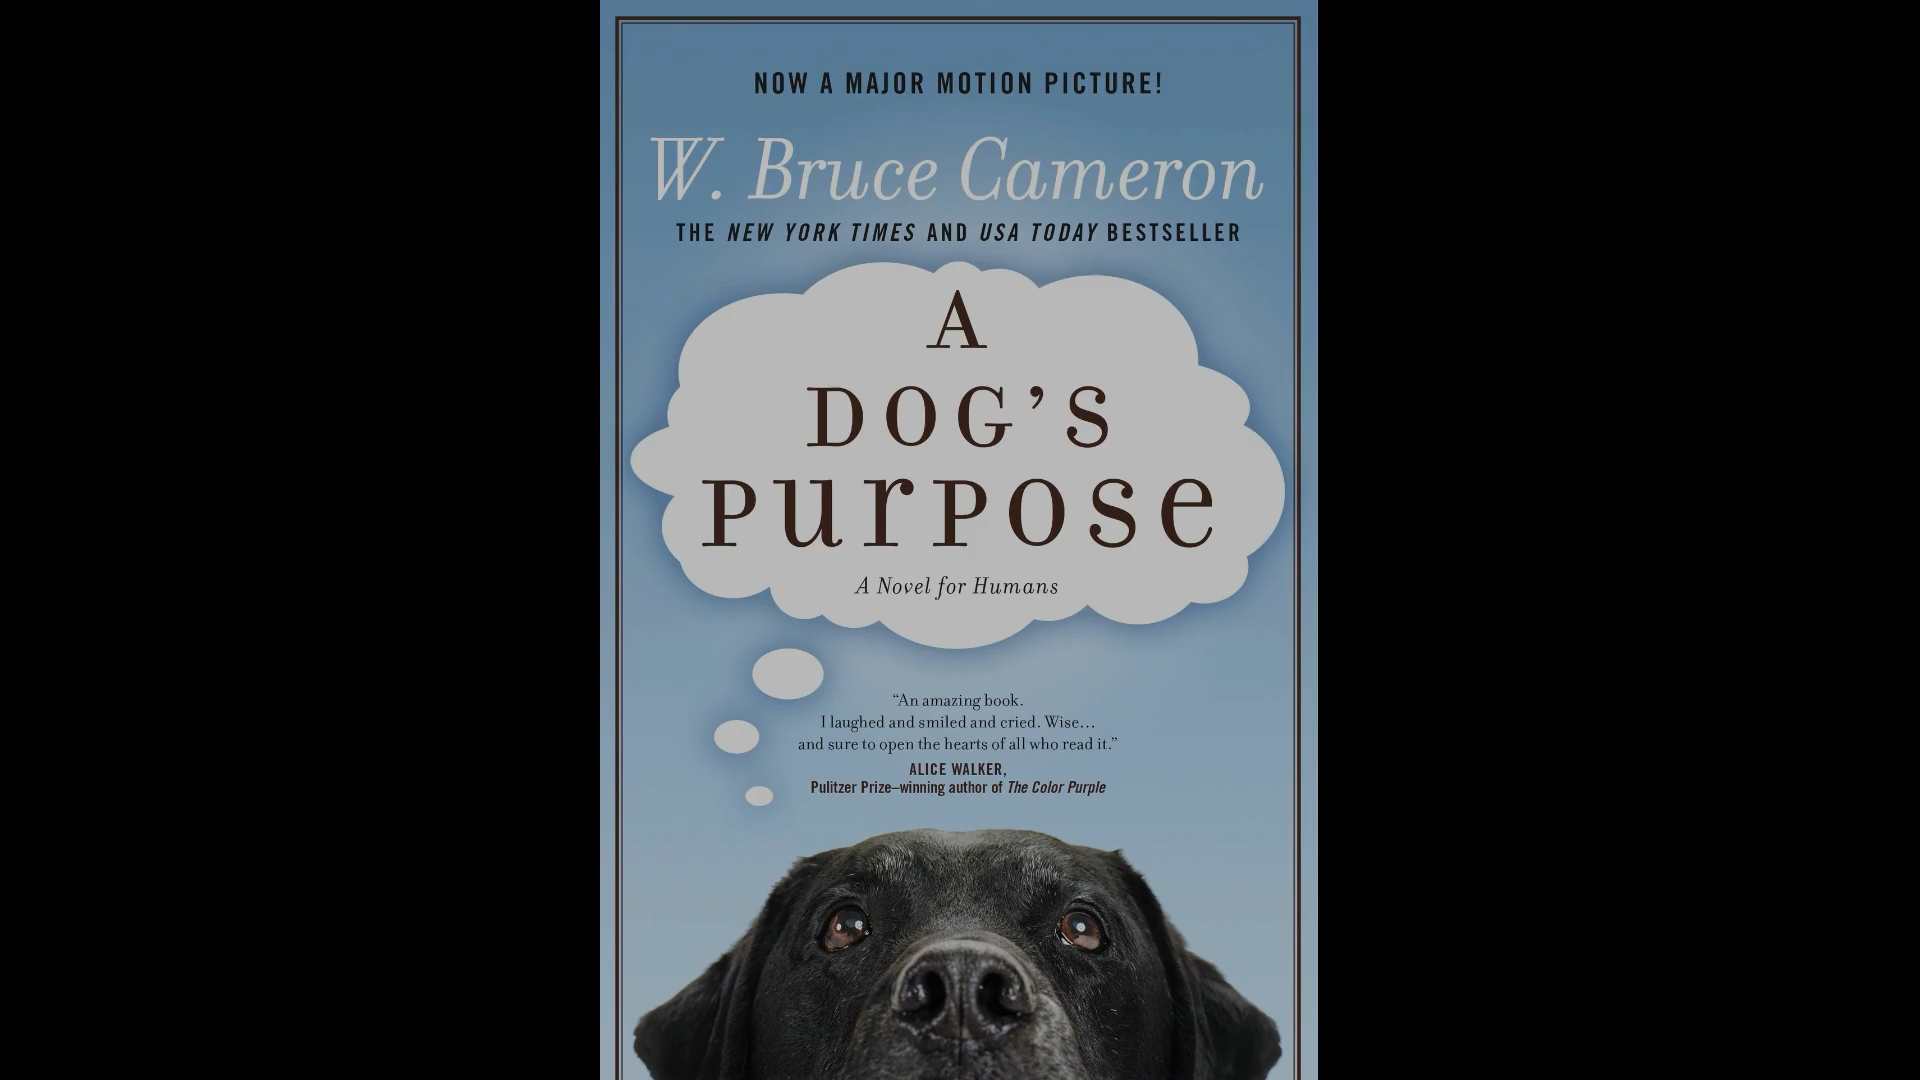 NOW A MAJOR MOTION PICTURE!
W. Bruce Cameron
THE NEW YORK TIMES AND USA TODAY BESTSELLER
A
DOG’S
PurPose
A Novel for Humans
“An amazing book.
I laughed and smiled and cried. Wise…
and sure to open the hearts of all who read it.”
ALICE WALKER,
Pulitzer Prize–winning author of The Color Purple